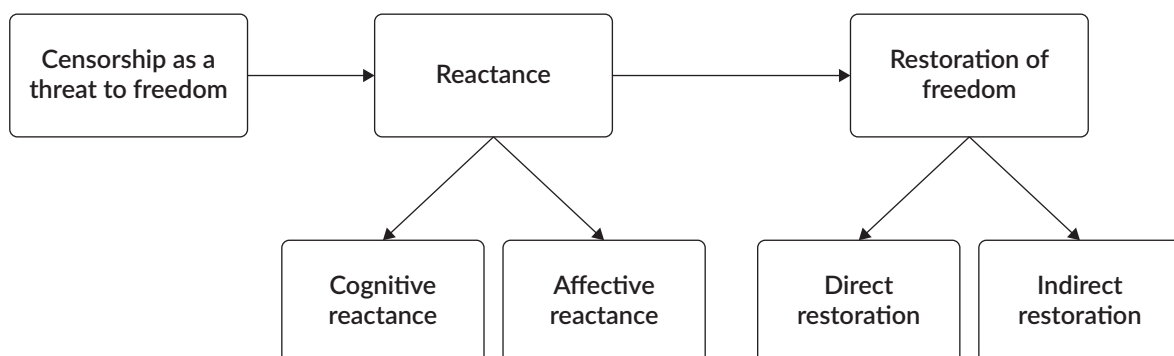 Censorship as a
threat to freedom
Reactance
Restoration of
freedom
Cognitive
reactance
Affective
reactance
Direct
restoration
Indirect
restoration